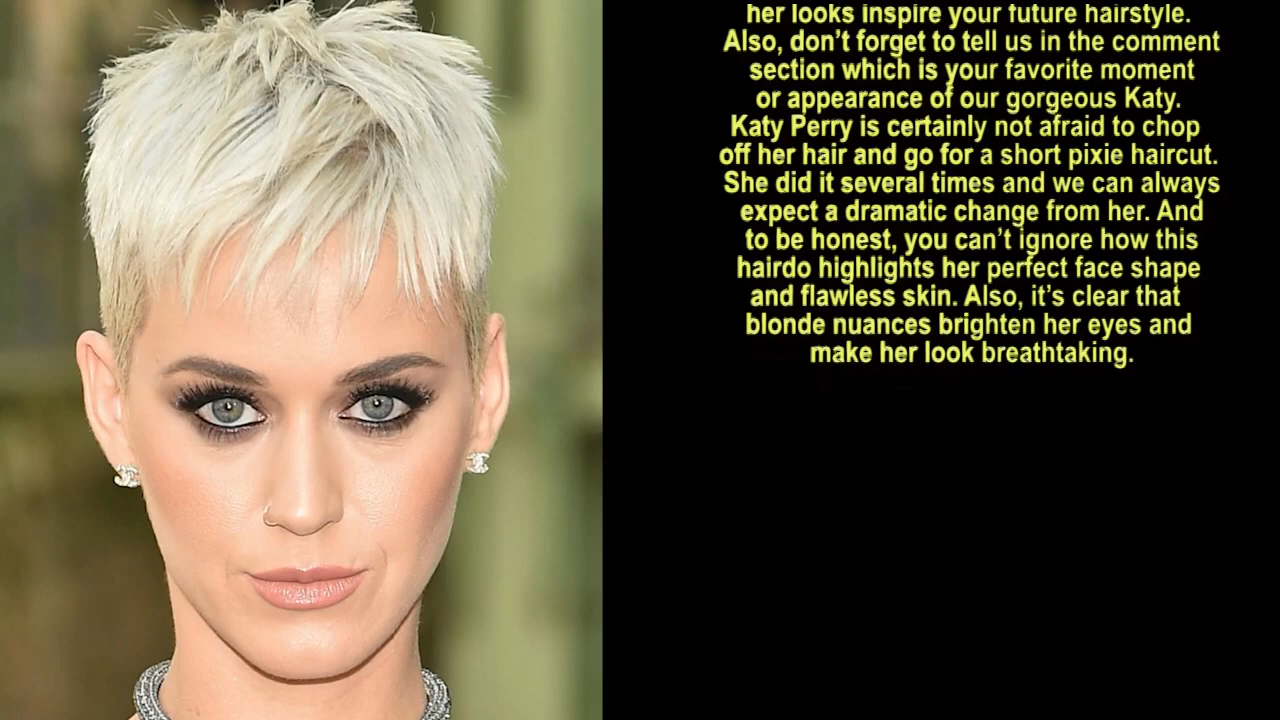 her looks inspire your future hairstyle.
Also, don’t forget to tell us in the comment
section which is your favorite moment
or appearance of our gorgeous Katy.
Katy Perry is certainly not afraid to chop
off her hair and go for a short pixie haircut.
She did it several times and we can always
expect a dramatic change from her. And
to be honest, you can’t ignore how this
hairdo highlights her perfect face shape
and flawless skin. Also, it’s clear that
blonde nuances brighten her eyes and
make her look breathtaking.